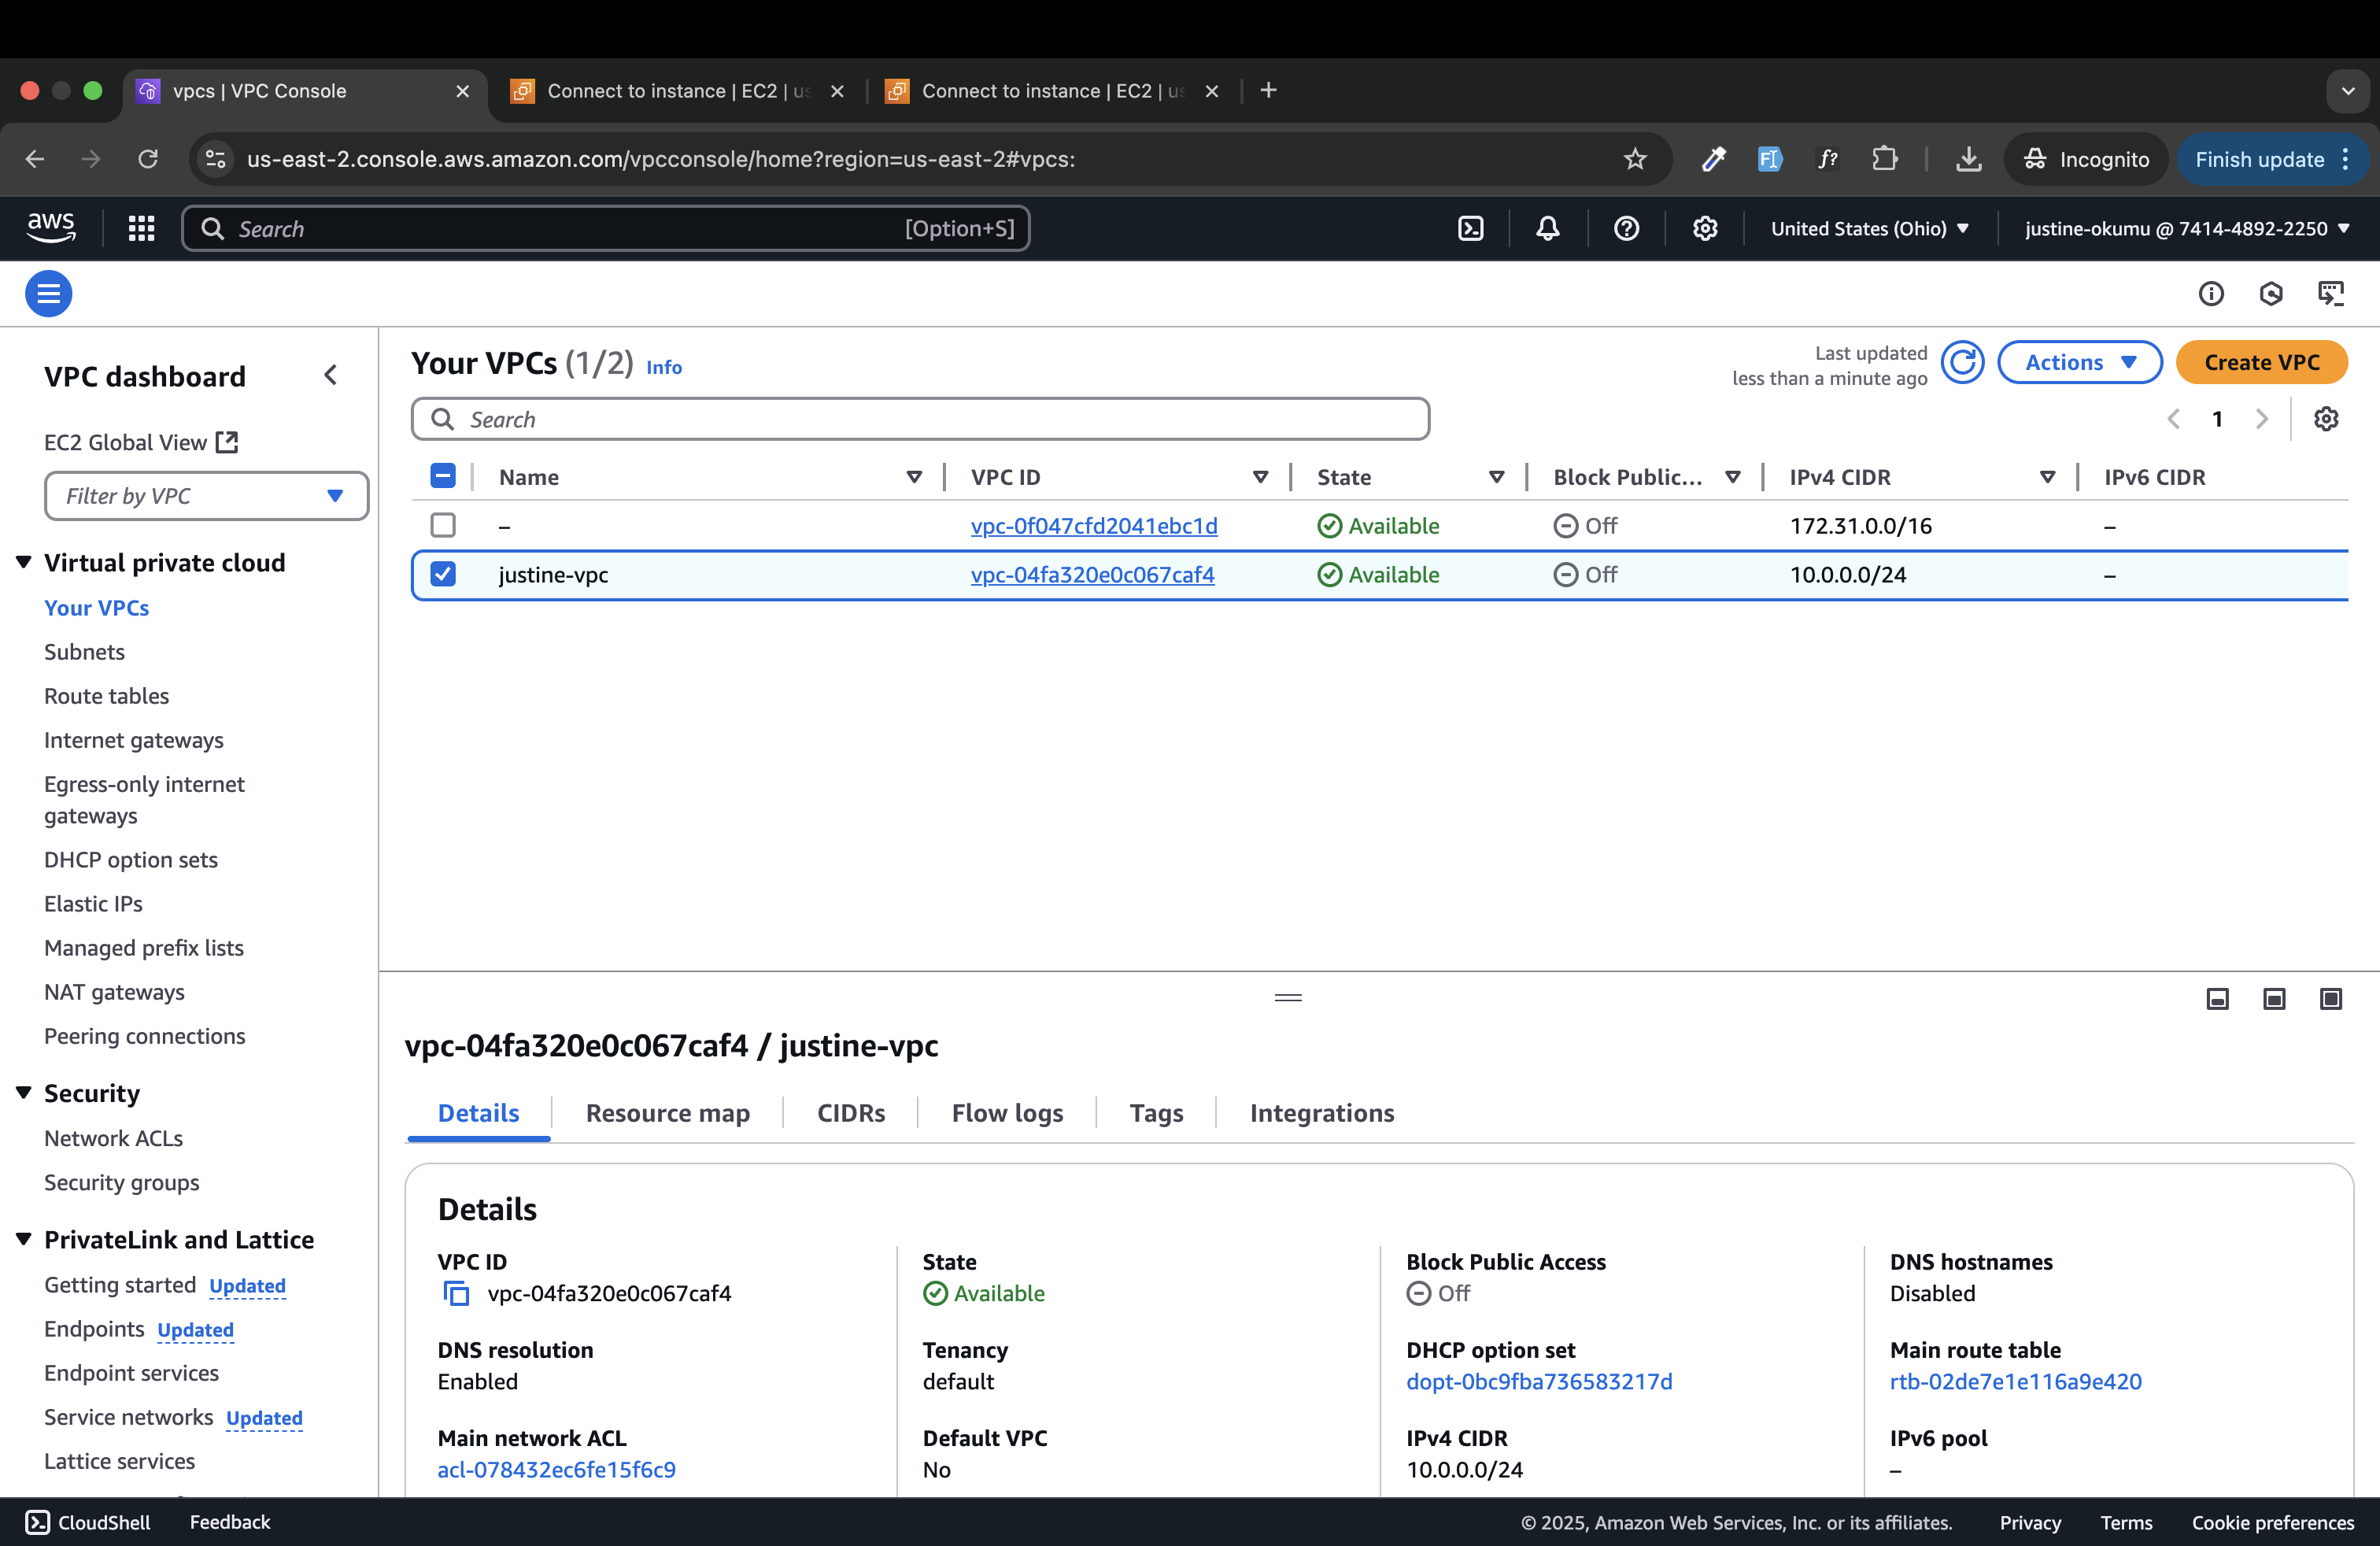 vpcs | VPC Console
Connect to instance | EC2 | us
Connect to instance | EC2 | us
us-east-2.console.aws.amazon.com/vpcconsole/home?region=us-east-2#vpcs:
Incognito
Finish update
aws
Search
[Option+S]
United States (Ohio)
justine-okumu @ 7414-4892-2250
VPC dashboard
EC2 Global View
Filter by VPC
Virtual private cloud
Your VPCs
Subnets
Route tables
Internet gateways
Egress-only internet
gateways
DHCP option sets
Elastic IPs
Managed prefix lists
NAT gateways
Peering connections
Security
Network ACLs
Security groups
PrivateLink and Lattice
Getting started Updated
Endpoints Updated
Endpoint services
Service networks Updated
Lattice services
Your VPCs (1/2) Info
Last updated
less than a minute ago
Actions
Create VPC
Search
1
Name VPC ID State Block Public... IPv4 CIDR IPv6 CIDR
– vpc-0f047cfd2041ebc1d Available Off 172.31.0.0/16 –
justine-vpc vpc-04fa320e0c067caf4 Available Off 10.0.0.0/24 –
vpc-04fa320e0c067caf4 / justine-vpc
Details Resource map CIDRs Flow logs Tags Integrations
Details
VPC ID
vpc-04fa320e0c067caf4
State
Available
Block Public Access
Off
DNS hostnames
Disabled
DNS resolution
Enabled
Tenancy
default
DHCP option set
dopt-0bc9fba736583217d
Main route table
rtb-02de7e1e116a9e420
Main network ACL
acl-078432ec6fe15f6c9
Default VPC
No
IPv4 CIDR
10.0.0.0/24
IPv6 pool
–
CloudShell Feedback
© 2025, Amazon Web Services, Inc. or its affiliates. Privacy Terms Cookie preferences